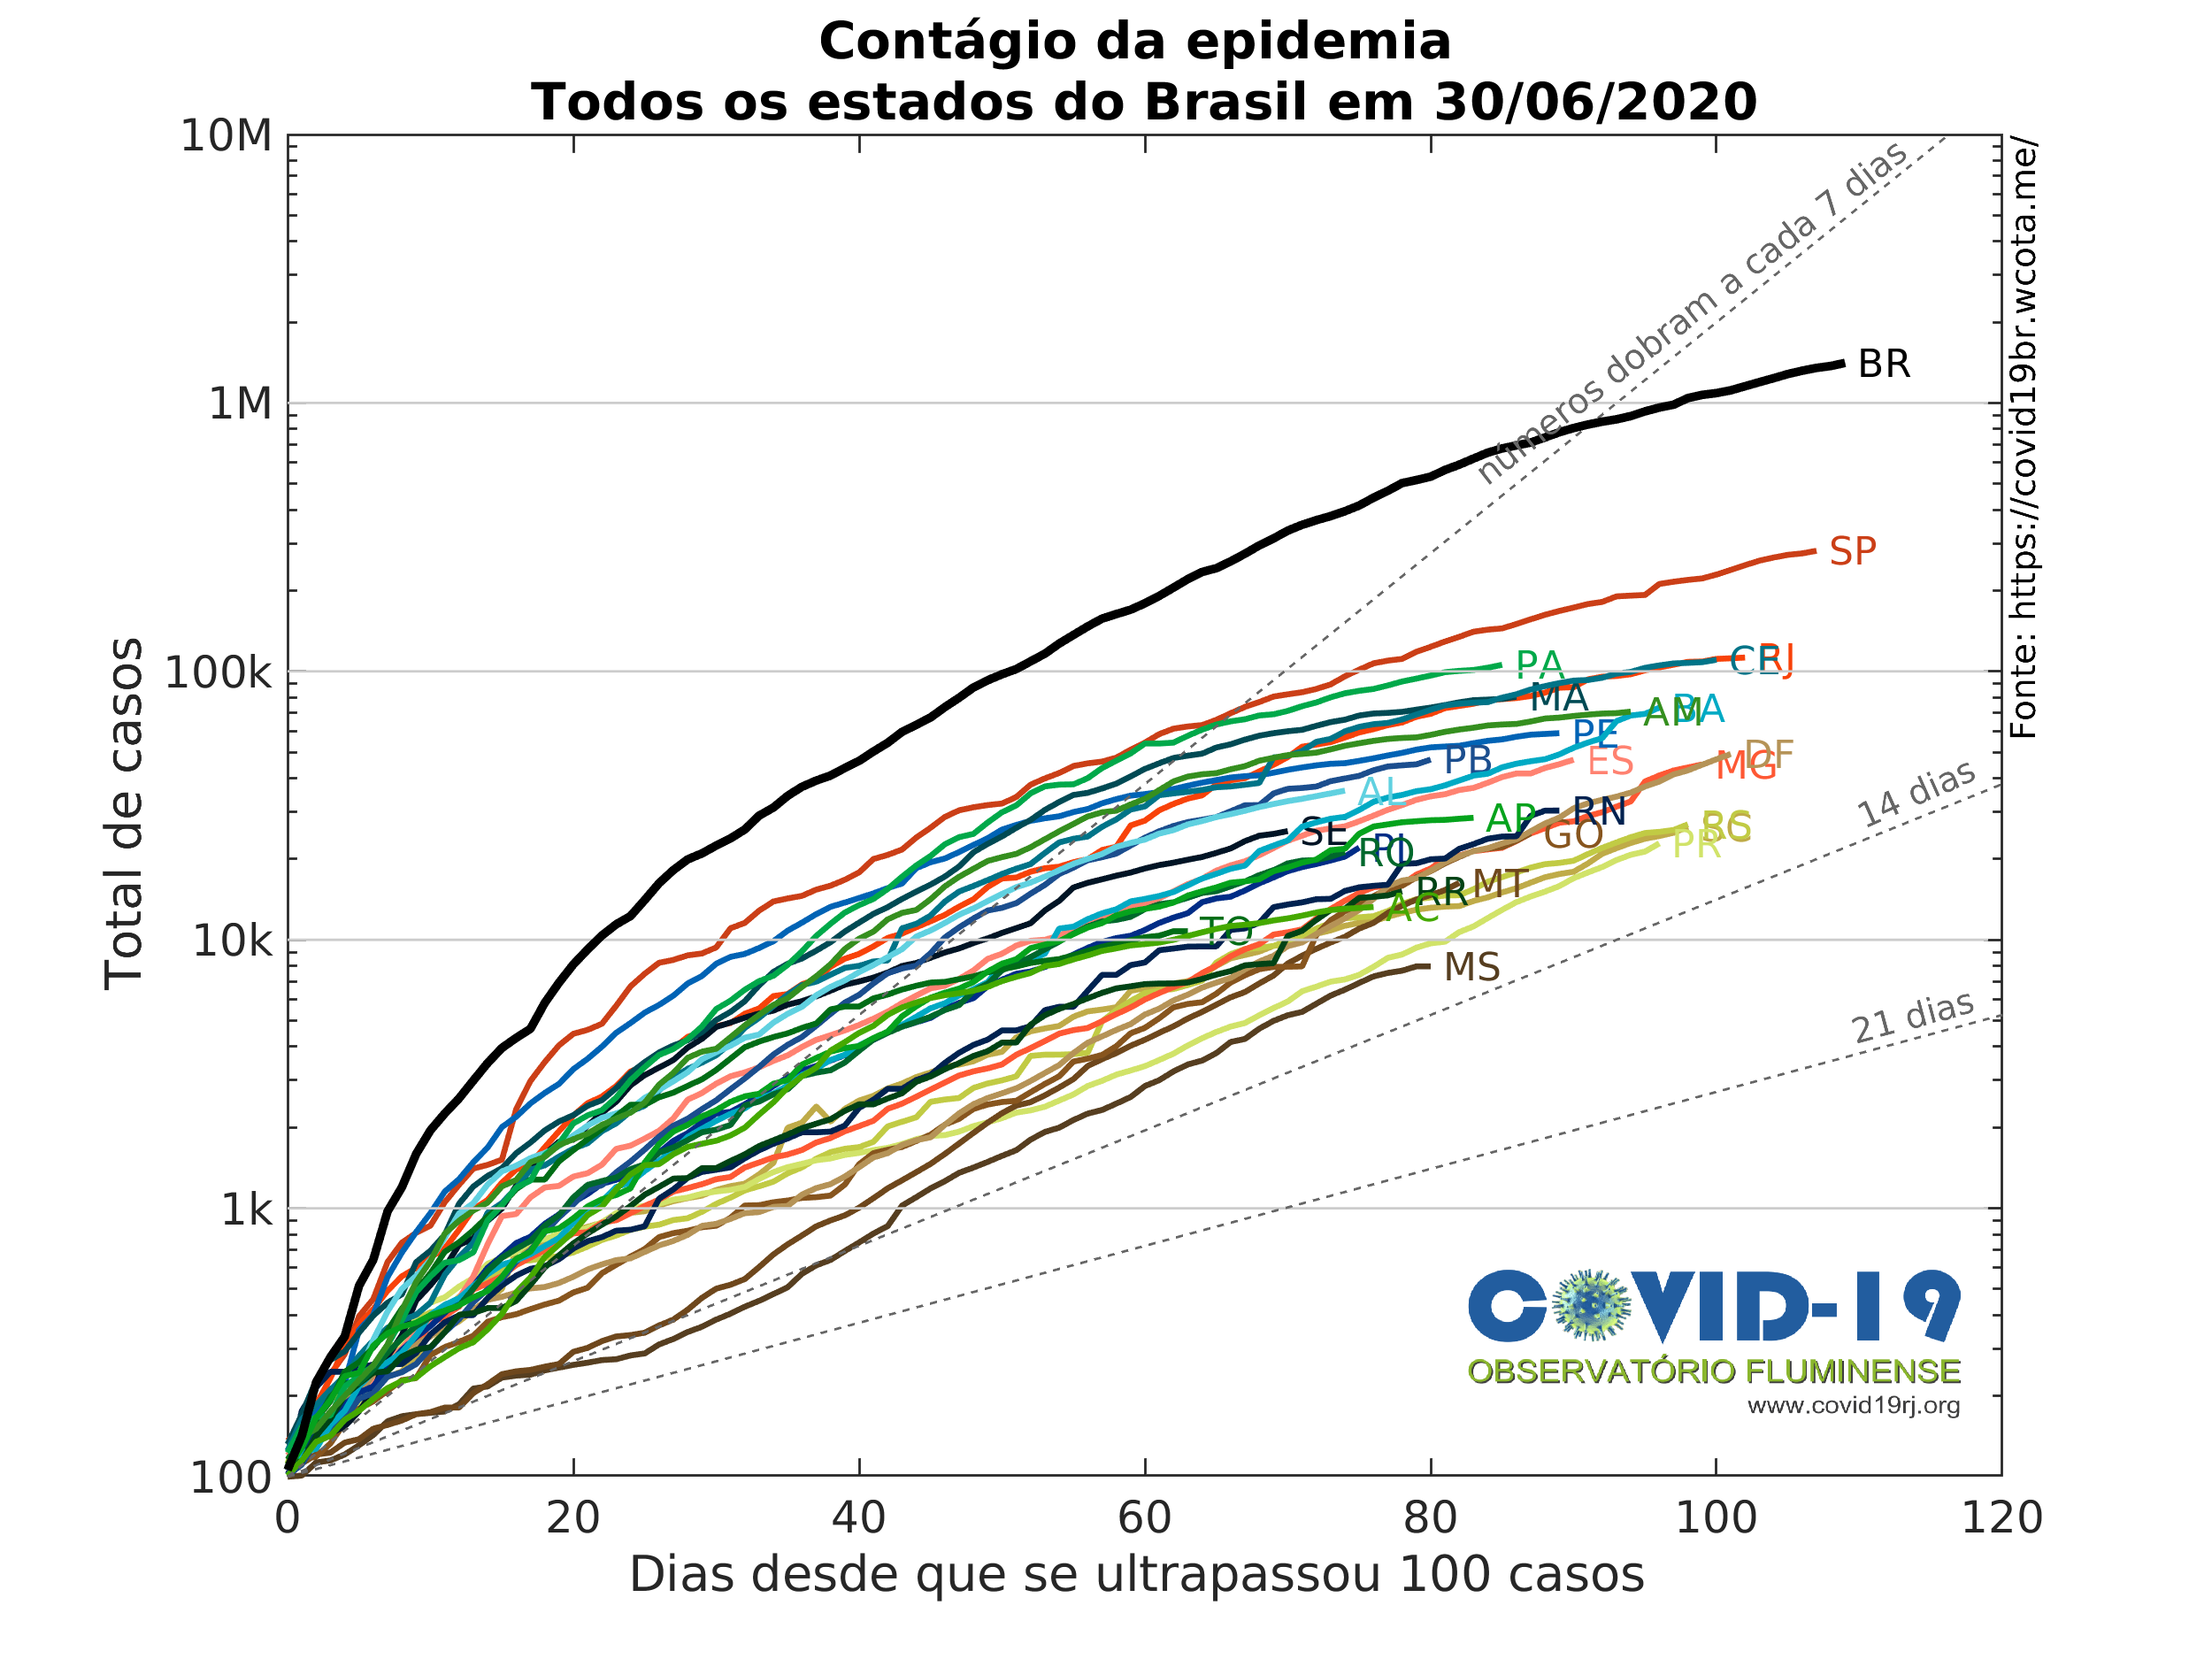 Contágio da epidemia
Todos os estados do Brasil em 30/06/2020
10M
1M
100k
10k
1k
100
Total de casos
0 20 40 60 80 100 120
Dias desde que se ultrapassou 100 casos
Fonte: https://covid19br.wcota.me/
números dobram a cada 7 dias
14 dias
21 dias
BR
SP
PA
CE
RJ
MA
AM
BA
PE
PB
ES
MG
DF
AL
AP
RN
SE
GO
PI
RO
PR
RR
MT
AC
TO
MS
COVID-19
OBSERVATÓRIO FLUMINENSE
www.covid19rj.org